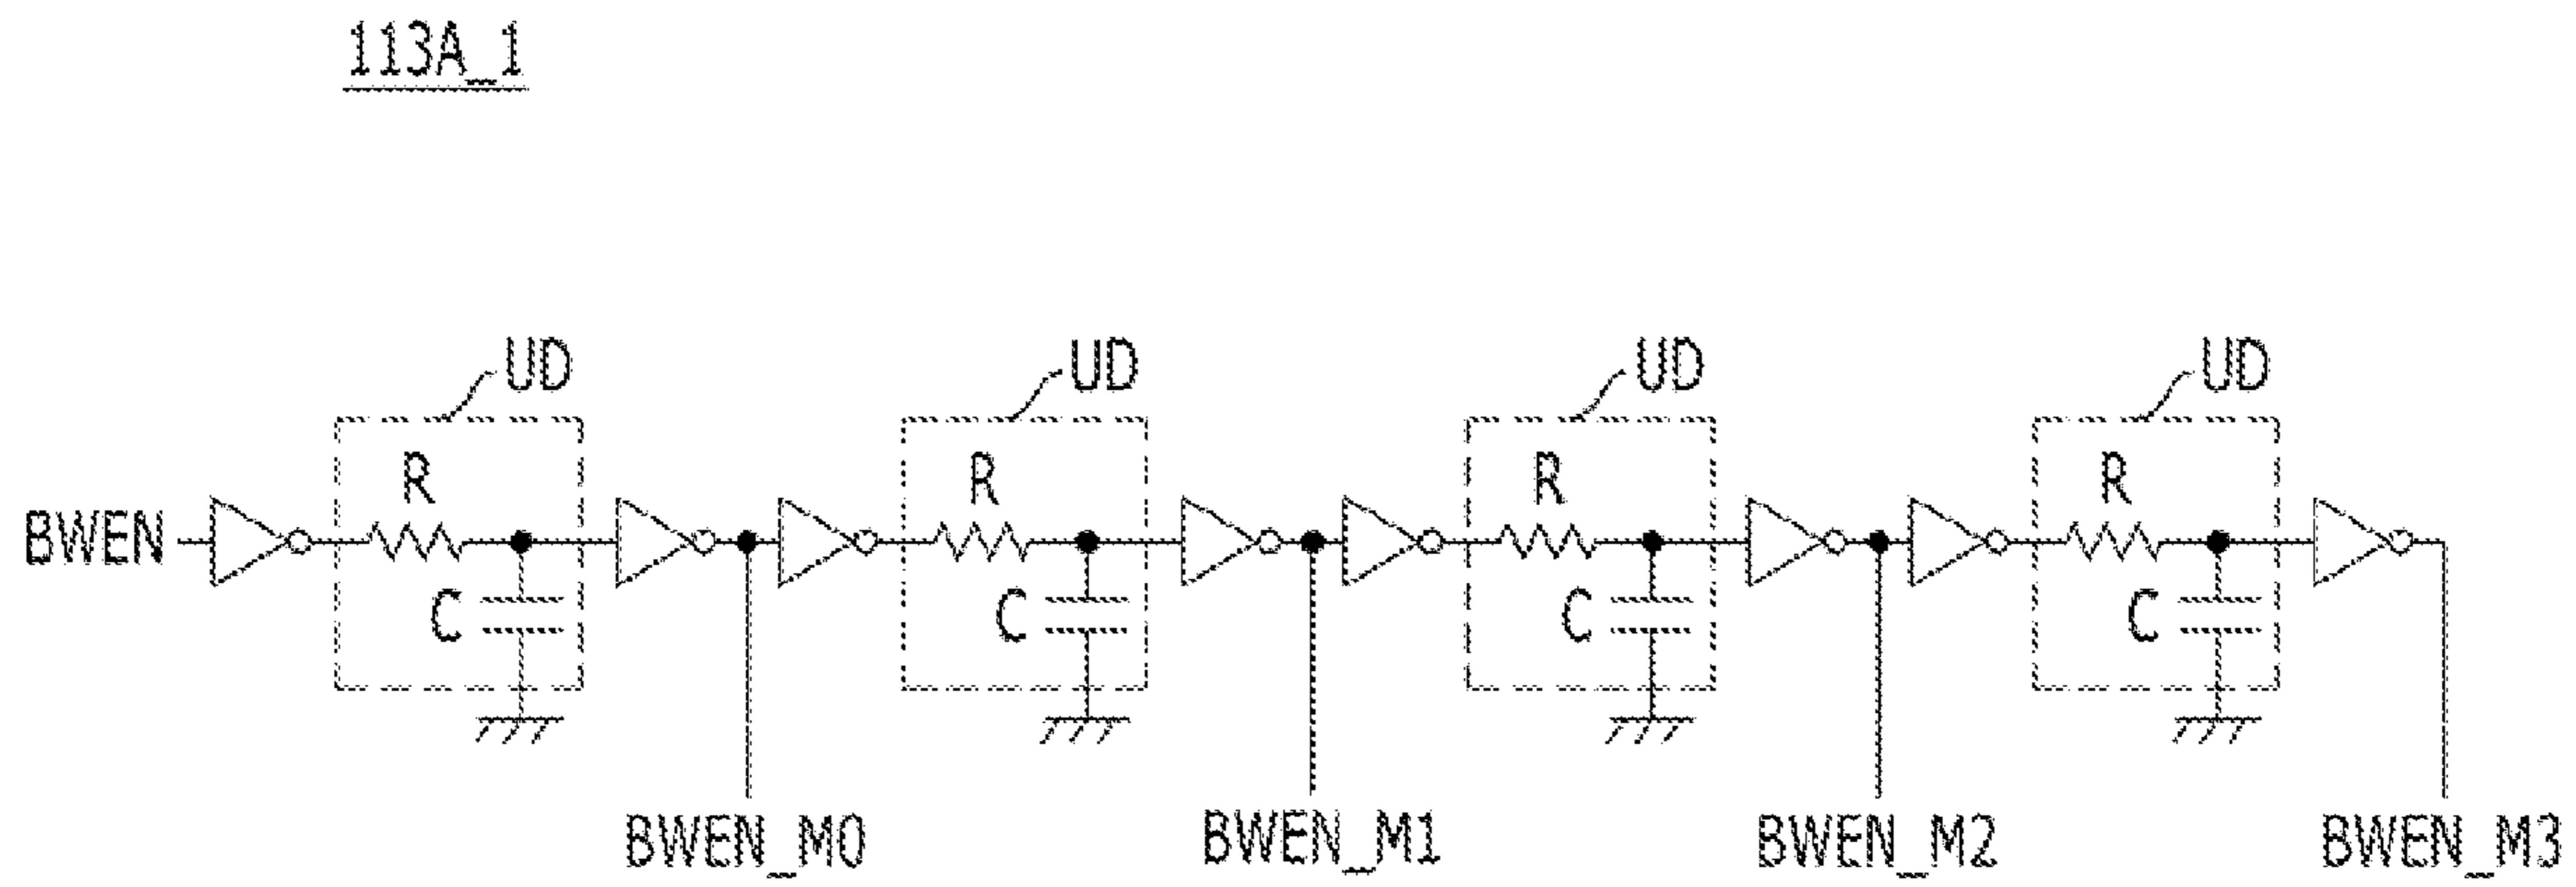 113A_1
UD UD UD UD
R R R R
BWEN
C C C C
BWEN_M0 BWEN_M1 BWEN_M2 BWEN_M3